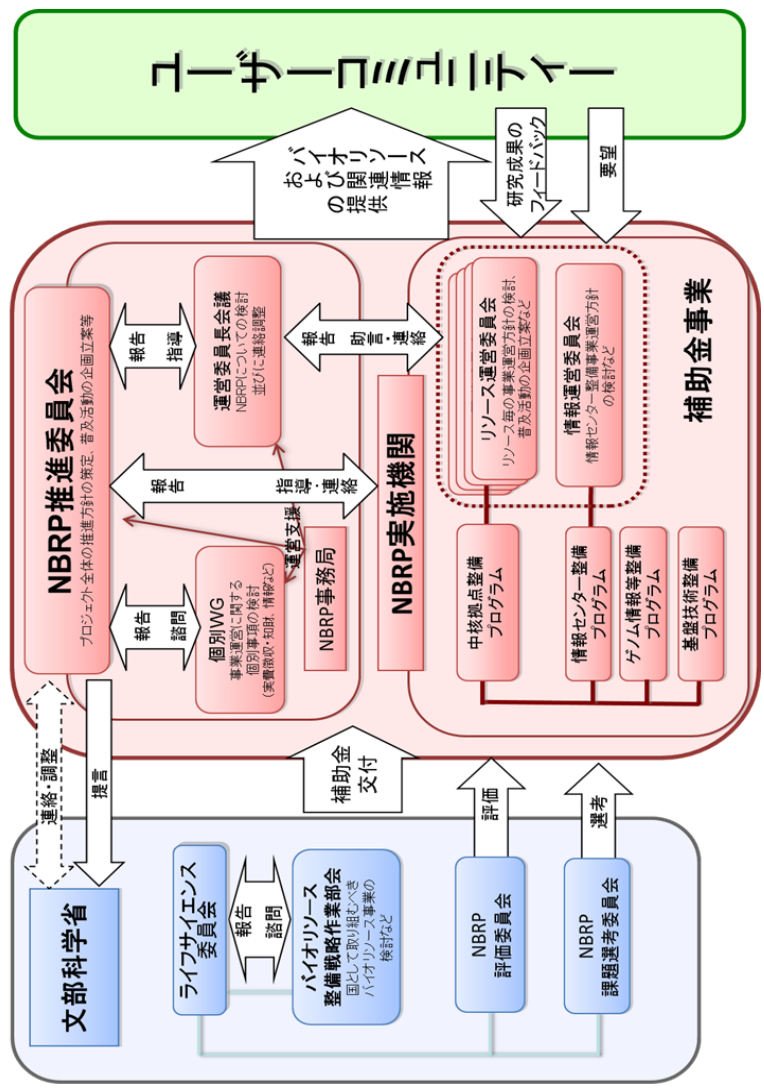 文部科学省
連絡・調整
提言
ライフサイエンス
委員会
報告
諮問
バイオリソース
整備戦略作業部会
国として取り組むべき
バイオリソース事業の
検討など
NBRP
評価委員会
NBRP
課題選考委員会
補助金
交付
評価
選考
NBRP推進委員会
プロジェクト全体の推進方針の策定、普及活動の企画立案等
報告
諮問
個別WG
事業運営に関する
個別事項の検討
(実費徴収・知財、情報など)
NBRP事務局
運営支援
報告
指導・連絡
報告
指導
運営委員長会議
NBRPについての検討
並びに連絡調整
報告
助言・連絡
NBRP実施機関
中核拠点整備
プログラム
情報センター整備
プログラム
ゲノム情報等整備
プログラム
基盤技術整備
プログラム
リソース運営委員会
リソース毎の事業運営方針の検討、
普及活動の企画立案など
情報運営委員会
情報センター整備事業運営方針
の検討など
補助金事業
バイオリソース
および関連情報
の提供
研究成果の
フィードバック
要望
ユーザーコミュニティー